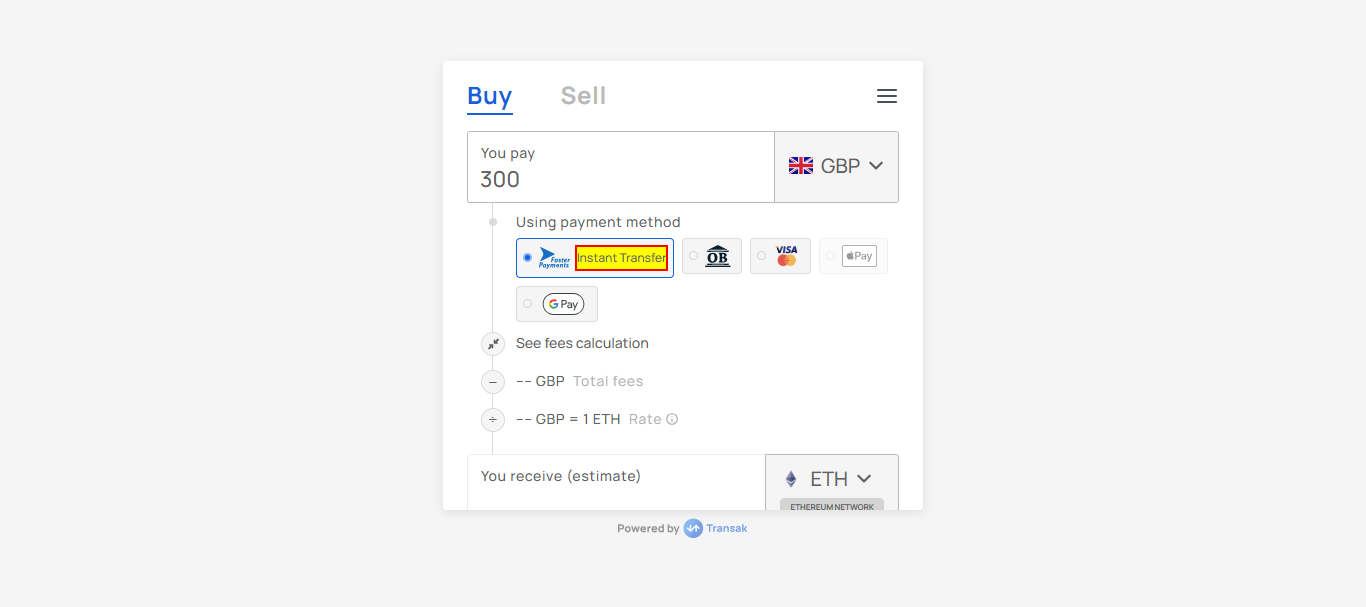 Buy Sell
You pay
300
GBP
Using payment method
Faster Payments Instant Transfer
OB
VISA
Pay
G Pay
See fees calculation
−
-- GBP Total fees
÷
-- GBP = 1 ETH Rate
You receive (estimate)
ETH
ETHEREUM NETWORK
Powered by Transak